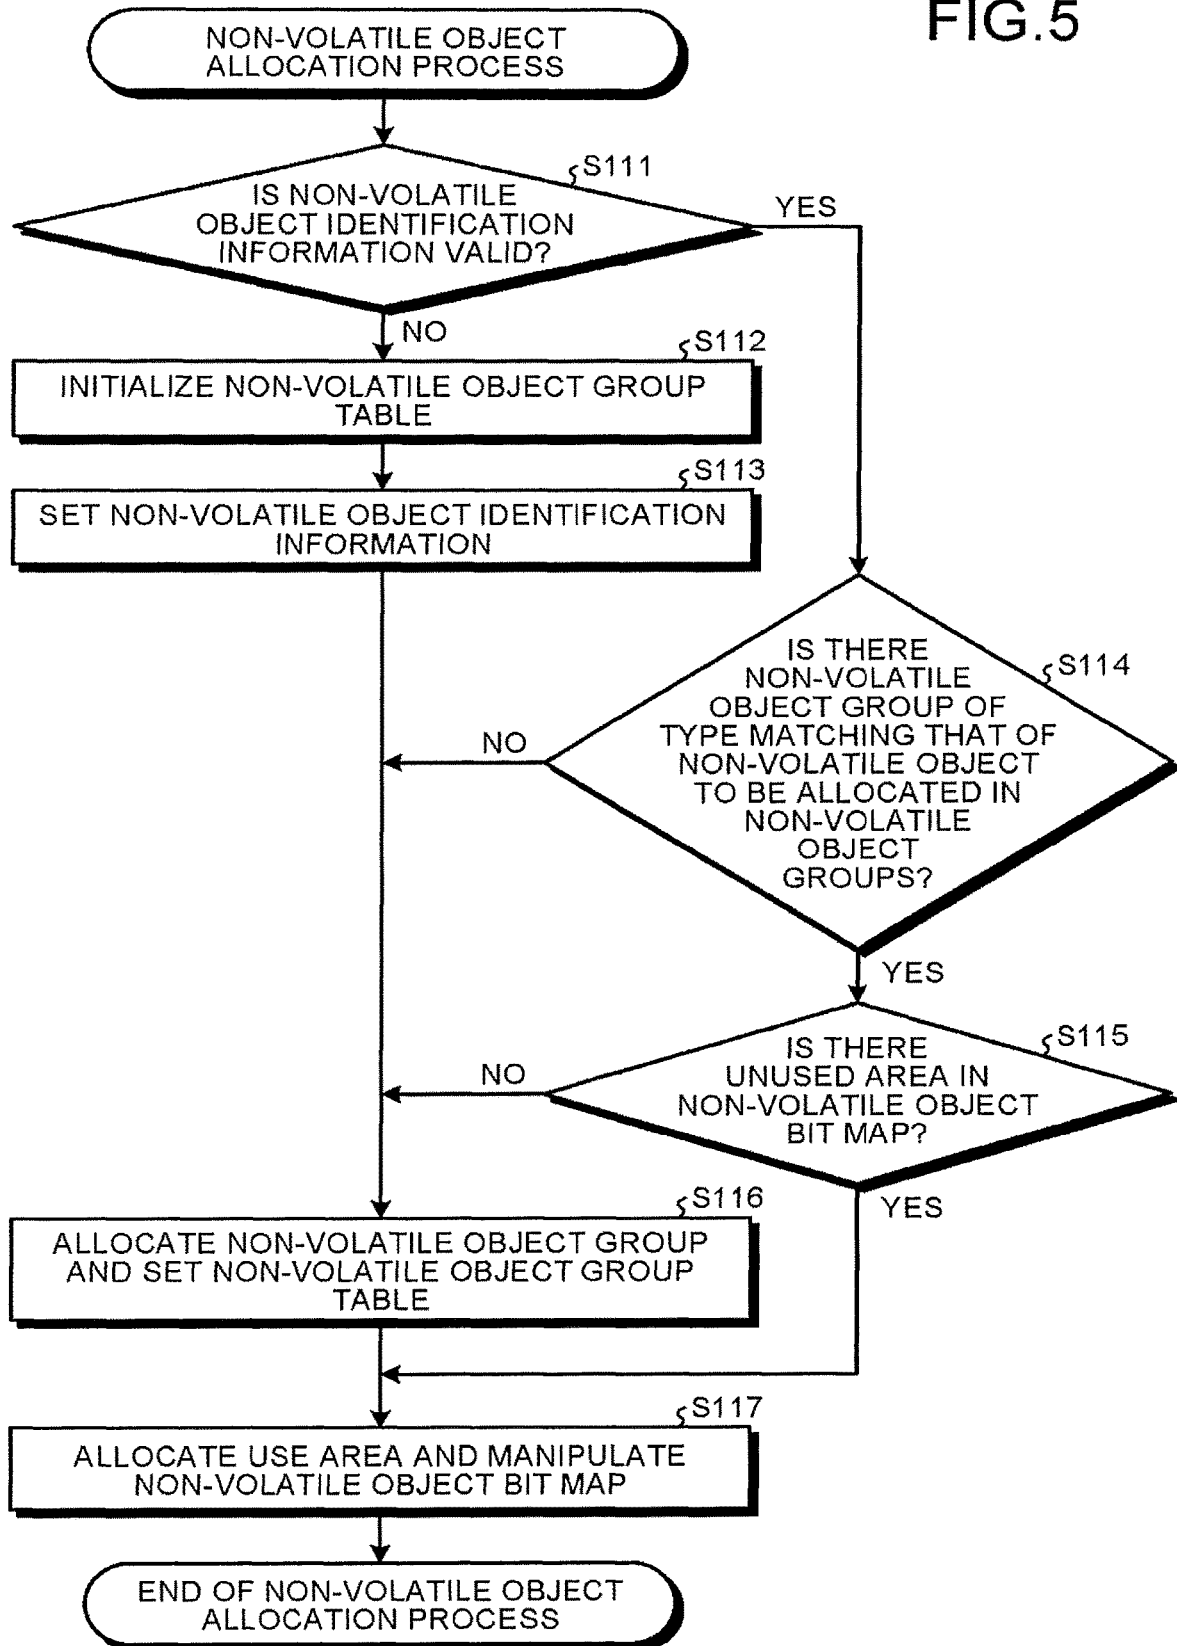 FIG.5
NON-VOLATILE OBJECT
ALLOCATION PROCESS
S111
IS NON-VOLATILE
OBJECT IDENTIFICATION
INFORMATION VALID?
YES
NO
S112
INITIALIZE NON-VOLATILE OBJECT GROUP
TABLE
S113
SET NON-VOLATILE OBJECT IDENTIFICATION
INFORMATION
S114
IS THERE
NON-VOLATILE
OBJECT GROUP OF
TYPE MATCHING THAT OF
NON-VOLATILE OBJECT
TO BE ALLOCATED IN
NON-VOLATILE
OBJECT
GROUPS?
NO
YES
S115
IS THERE
UNUSED AREA IN
NON-VOLATILE OBJECT
BIT MAP?
NO
YES
S116
ALLOCATE NON-VOLATILE OBJECT GROUP
AND SET NON-VOLATILE OBJECT GROUP
TABLE
S117
ALLOCATE USE AREA AND MANIPULATE
NON-VOLATILE OBJECT BIT MAP
END OF NON-VOLATILE OBJECT
ALLOCATION PROCESS